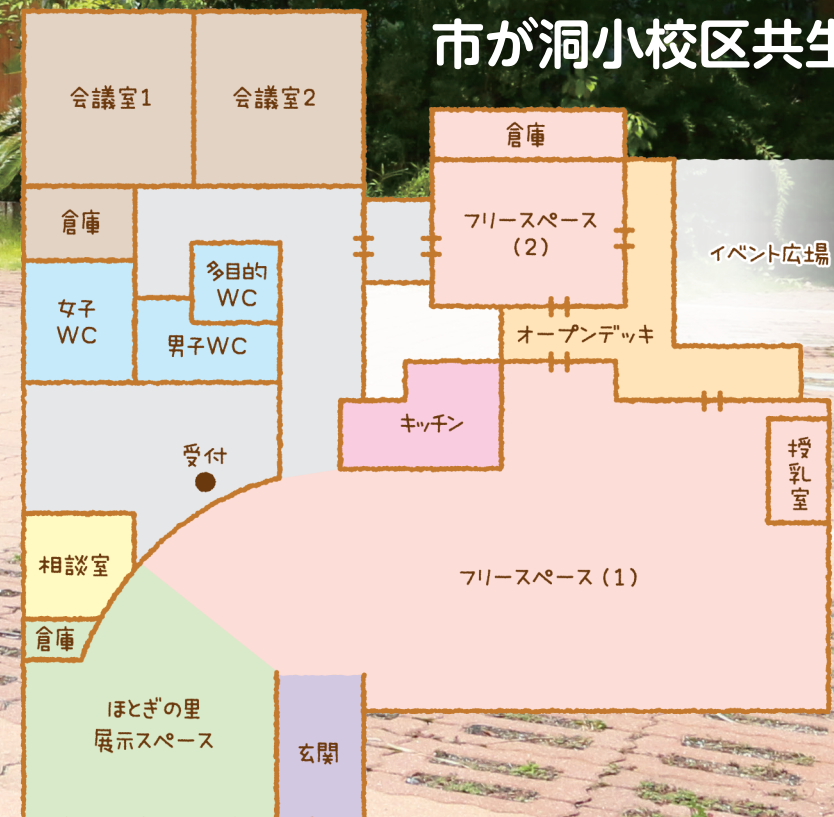 市が洞小校区共生
会議室1
会議室2
倉庫
フリースペース
(2)
イベント広場
倉庫
多目的
WC
女子
WC
男子WC
オープンデッキ
キッチン
授乳室
受付
相談室
フリースペース(1)
倉庫
ほとぎの里
展示スペース
玄関